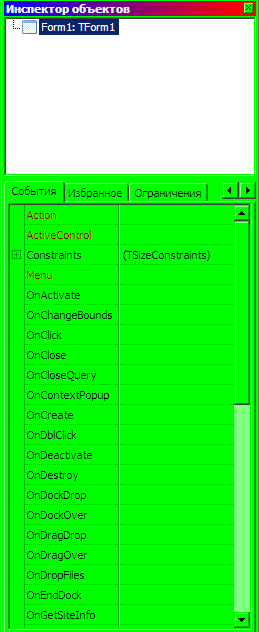 Инспектор объектов
Form1: TForm1
События Избранное Ограничения
Action
ActiveControl
Constraints (TSizeConstraints)
Menu
OnActivate
OnChangeBounds
OnClick
OnClose
OnCloseQuery
OnContextPopup
OnCreate
OnDblClick
OnDeactivate
OnDestroy
OnDockDrop
OnDockOver
OnDragDrop
OnDragOver
OnDropFiles
OnEndDock
OnGetSiteInfo